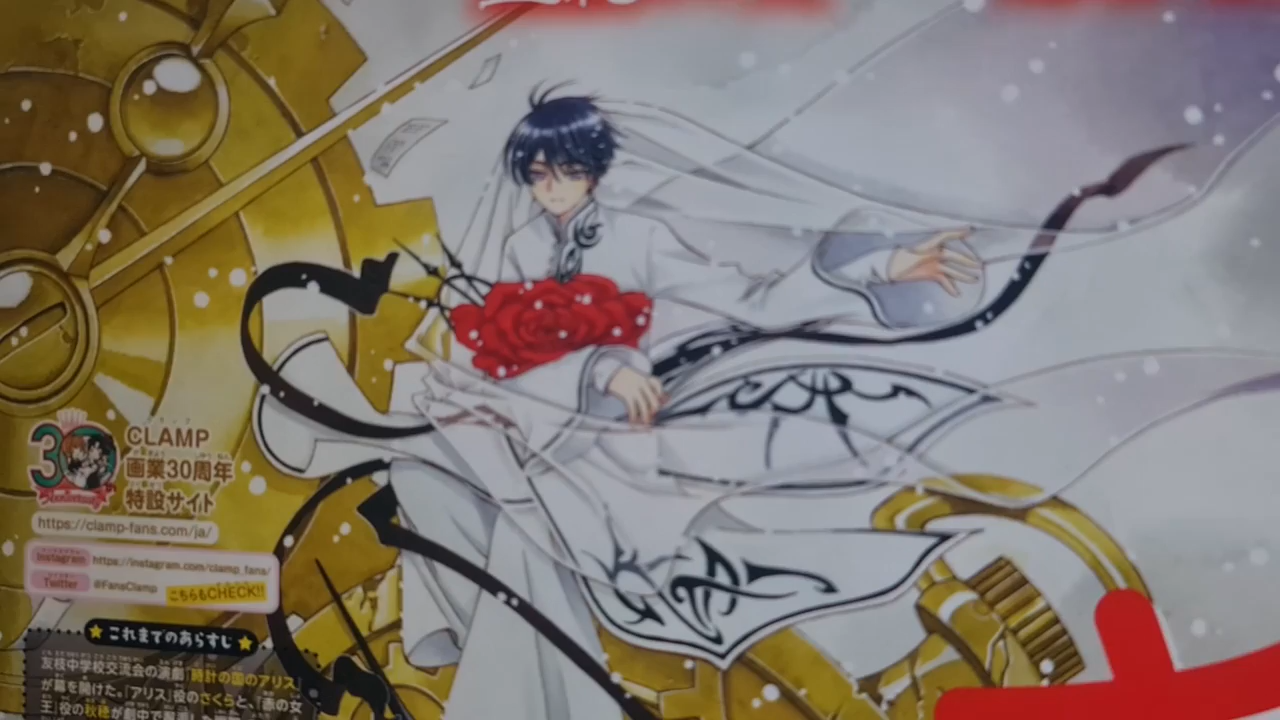 30
Anniversary
CLAMP
画業30周年
特設サイト
https://clamp-fans.com/ja/
Instagram https://instagram.com/clamp_fans/
Twitter @FansClamp こちらもCHECK!!
これまでのあらすじ
友枝中学校交流会の演劇『時計の国のアリス』
が幕を開けた。『アリス』役のさくらと、『赤の女
王』役の秋穂が劇中で